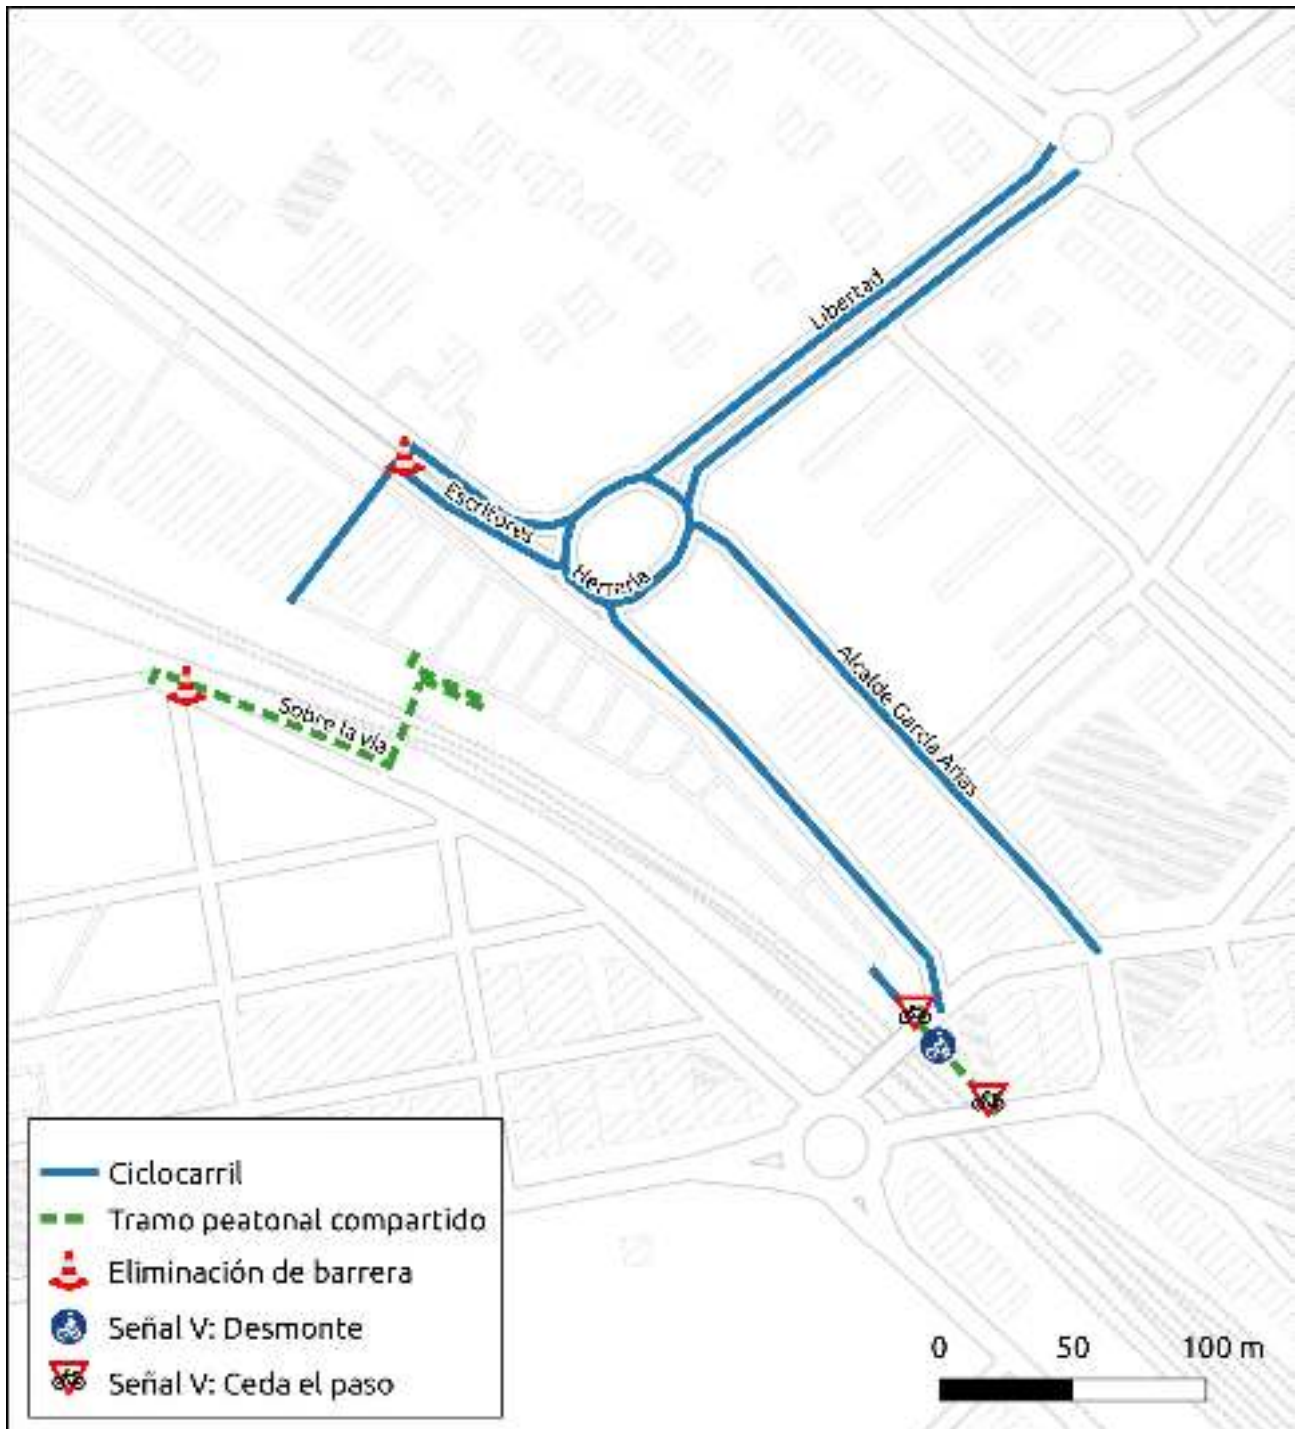 Libertad
Escritores
Herrería
Alcalde García Arias
Sobre la vía
Ciclocarril
Tramo peatonal compartido
Eliminación de barrera
Señal V: Desmonte
Señal V: Ceda el paso
0 50 100 m